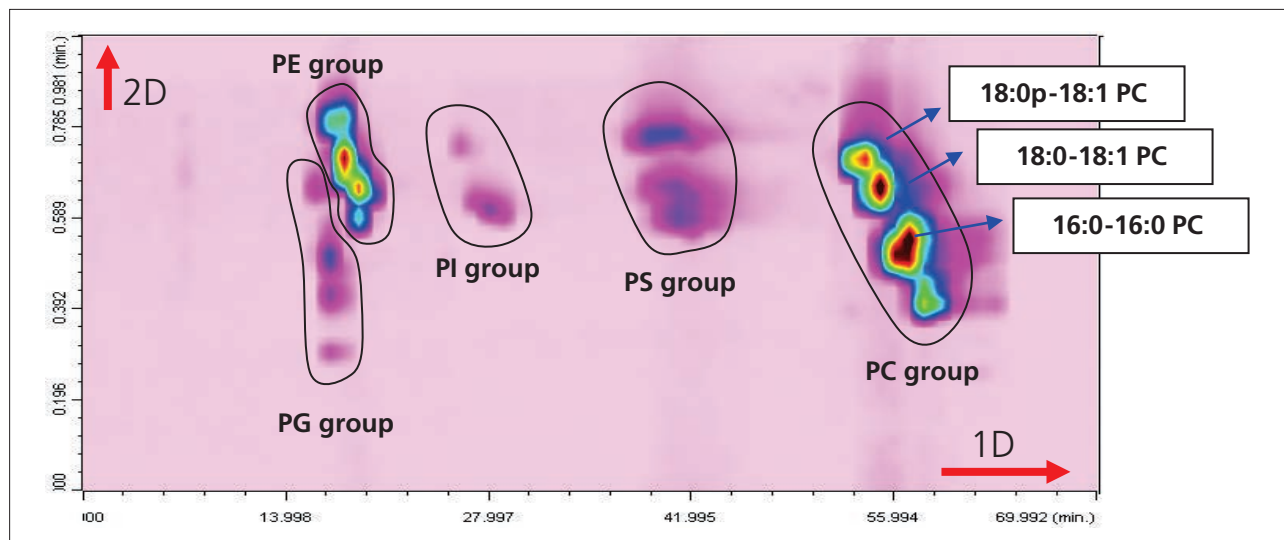 PE group
2D
0.981 (min.)
0.785
0.589
0.392
0.196
)00
18:0p-18:1 PC
18:0-18:1 PC
16:0-16:0 PC
PI group
PS group
PC group
PG group
1D
)00
13.998
27.997
41.995
55.994
69.992 (min.)